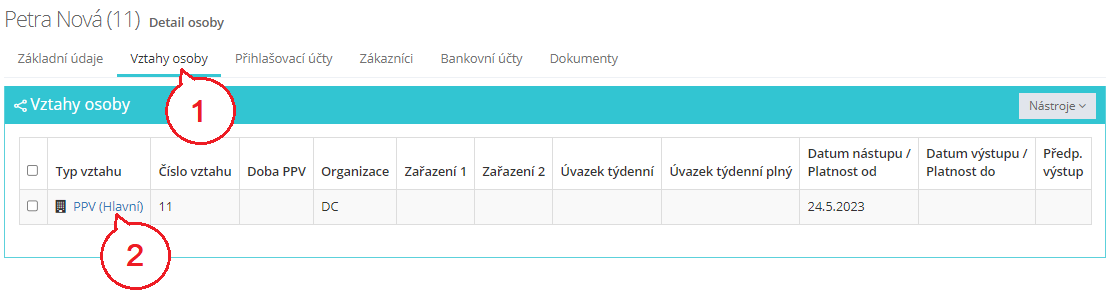 Petra Nová (11) Detail osoby
Základní údaje Vztahy osoby Přihlašovací účty Zákazníci Bankovní účty Dokumenty
1
Vztahy osoby Nástroje
Typ vztahu Číslo vztahu Doba PPV Organizace Zařazení 1 Zařazení 2 Úvazek týdenní Úvazek týdenní plný Datum nástupu / Platnost od Datum výstupu / Platnost do Předp. výstup
PPV (Hlavní) 11 DC 24.5.2023
2